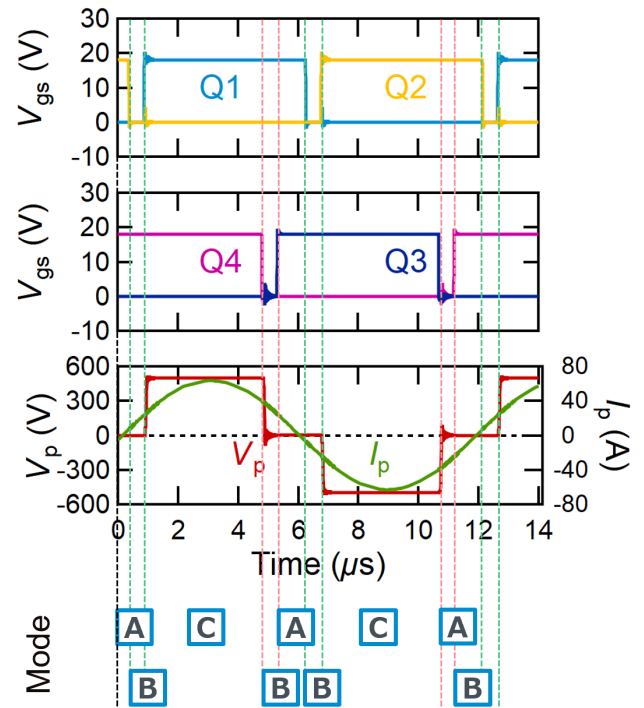 30
20
10
0
-10
Vgs (V)
Q1
Q2
30
20
10
0
-10
Vgs (V)
Q4
Q3
600
300
0
-300
-600
Vp (V)
Vp
Ip
80
40
0
-40
-80
Ip (A)
0 2 4 6 8 10 12 14
Time (μs)
Mode
A C A C A
B B B B